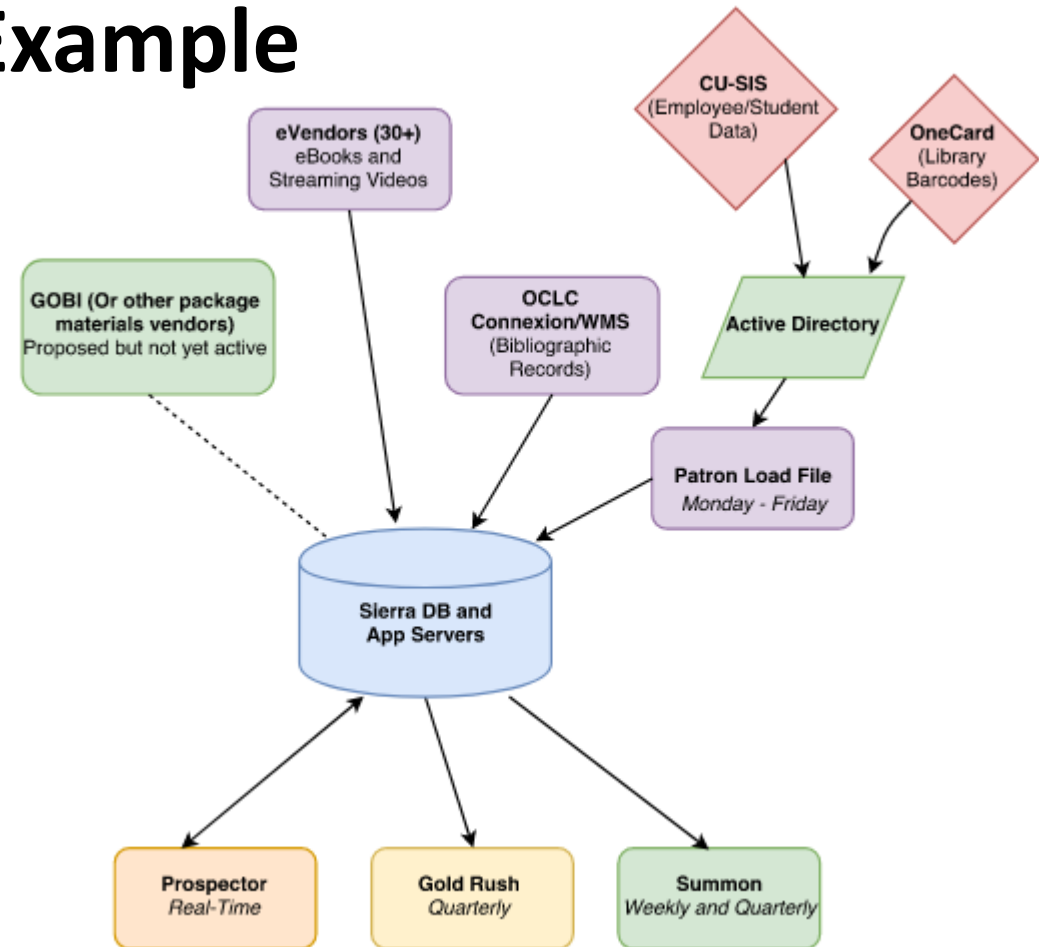 Example
CU-SIS
(Employee/Student
Data)
OneCard
(Library
Barcodes)
eVendors (30+)
eBooks and
Streaming Videos
GOBI (Or other package
materials vendors)
Proposed but not yet active
OCLC
Connexion/WMS
(Bibliographic
Records)
Active Directory
Patron Load File
Monday - Friday
Sierra DB and
App Servers
Prospector
Real-Time
Gold Rush
Quarterly
Summon
Weekly and Quarterly